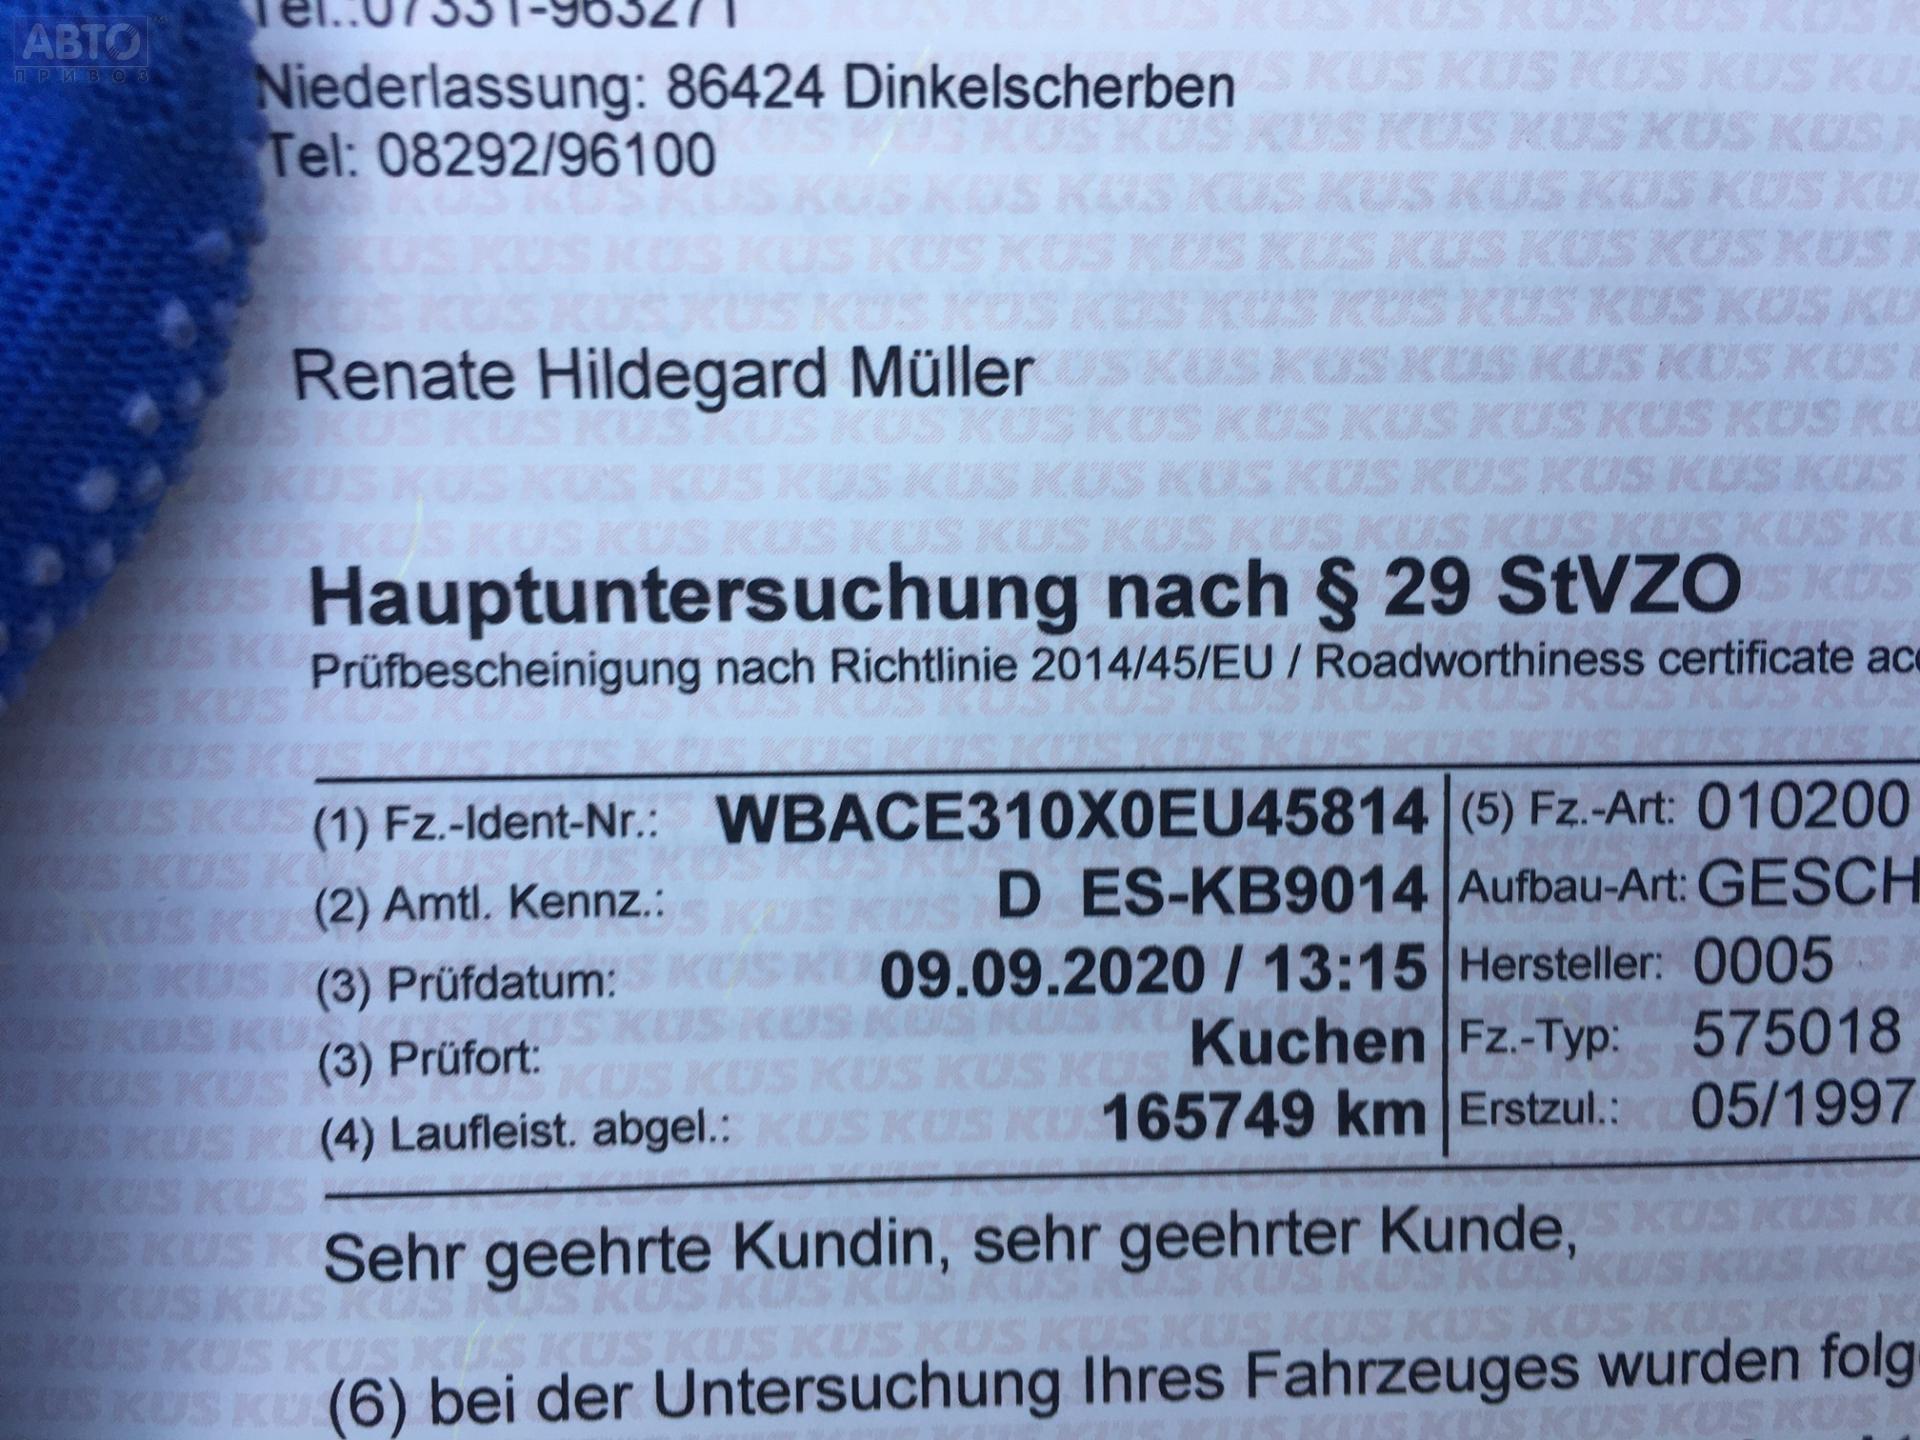 АВТО
ПРИВОЗ
Tel.:07331-963271
Niederlassung: 86424 Dinkelscherben
Tel: 08292/96100
Renate Hildegard Müller
Hauptuntersuchung nach § 29 StVZO
Prüfbescheinigung nach Richtlinie 2014/45/EU / Roadworthiness certificate acc
(1) Fz.-Ident-Nr.: WBACE310X0EU45814 (5) Fz.-Art: 010200
(2) Amtl. Kennz.: D ES-KB9014 Aufbau-Art: GESCH
(3) Prüfdatum: 09.09.2020 / 13:15 Hersteller: 0005
(3) Prüfort: Kuchen Fz.-Typ: 575018
(4) Laufleist. abgel.: 165749 km Erstzul.: 05/1997
Sehr geehrte Kundin, sehr geehrter Kunde,
(6) bei der Untersuchung Ihres Fahrzeuges wurden folg